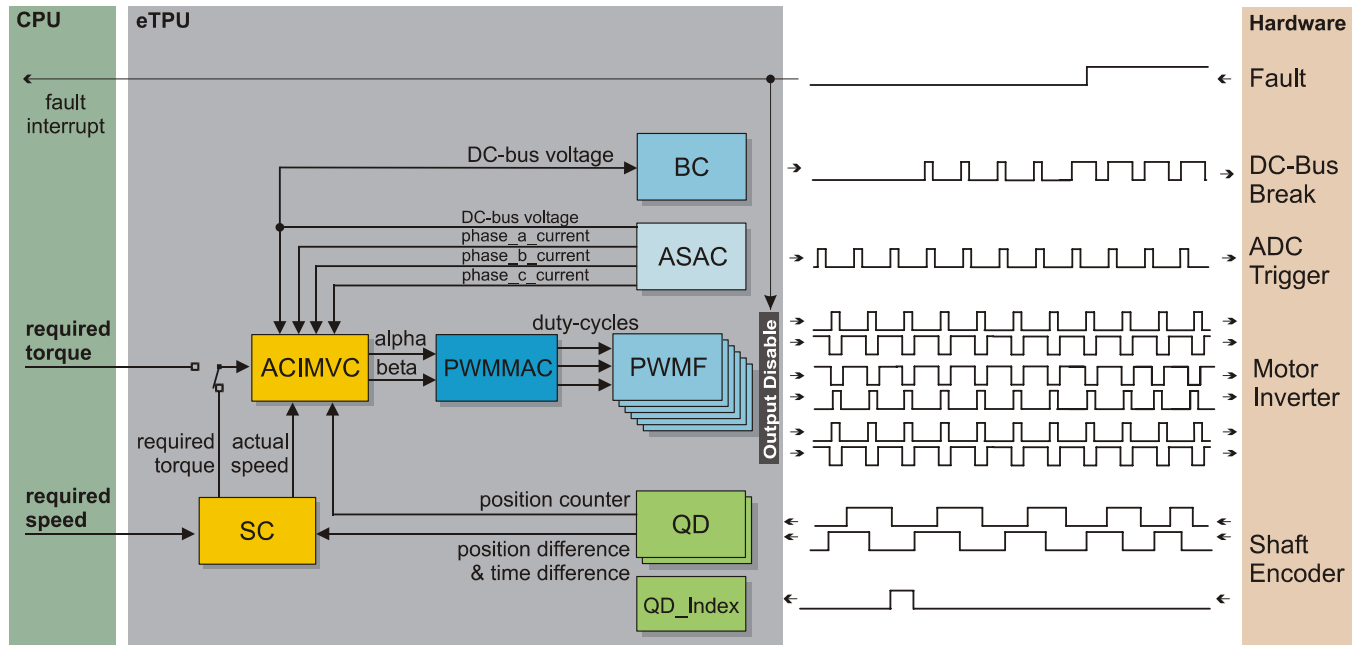 CPU
eTPU
Hardware
fault
interrupt
Fault
DC-bus voltage
BC
DC-Bus
Break
DC-bus voltage
phase_a_current
phase_b_current
phase_c_current
ASAC
ADC
Trigger
required
torque
ACIMVC
alpha
beta
PWMMAC
duty-cycles
PWMF
Output Disable
Motor
Inverter
required
torque
actual
speed
required
speed
SC
position counter
position difference
& time difference
QD
QD_Index
Shaft
Encoder